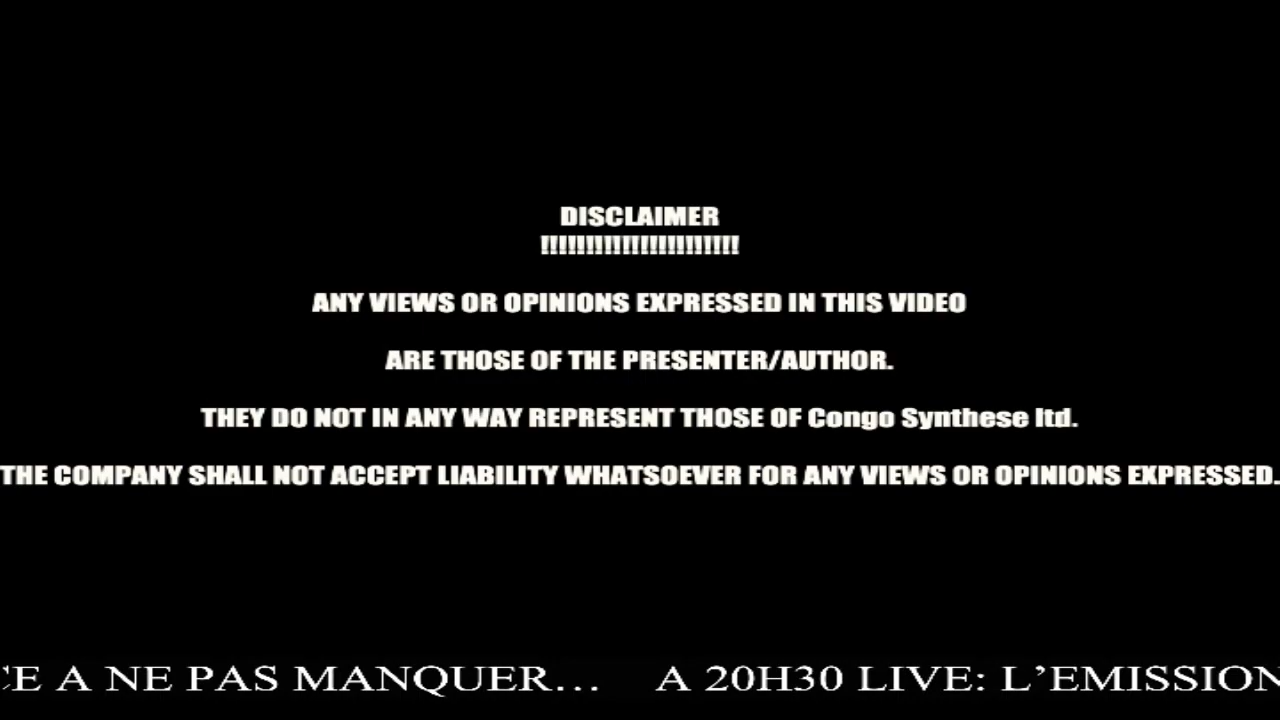 DISCLAIMER
!!!!!!!!!!!!!!!!!!!!!!
ANY VIEWS OR OPINIONS EXPRESSED IN THIS VIDEO
ARE THOSE OF THE PRESENTER/AUTHOR.
THEY DO NOT IN ANY WAY REPRESENT THOSE OF Congo Synthese ltd.
THE COMPANY SHALL NOT ACCEPT LIABILITY WHATSOEVER FOR ANY VIEWS OR OPINIONS EXPRESSED.
A NE PAS MANQUER... A 20H30 LIVE: L’EMISSION